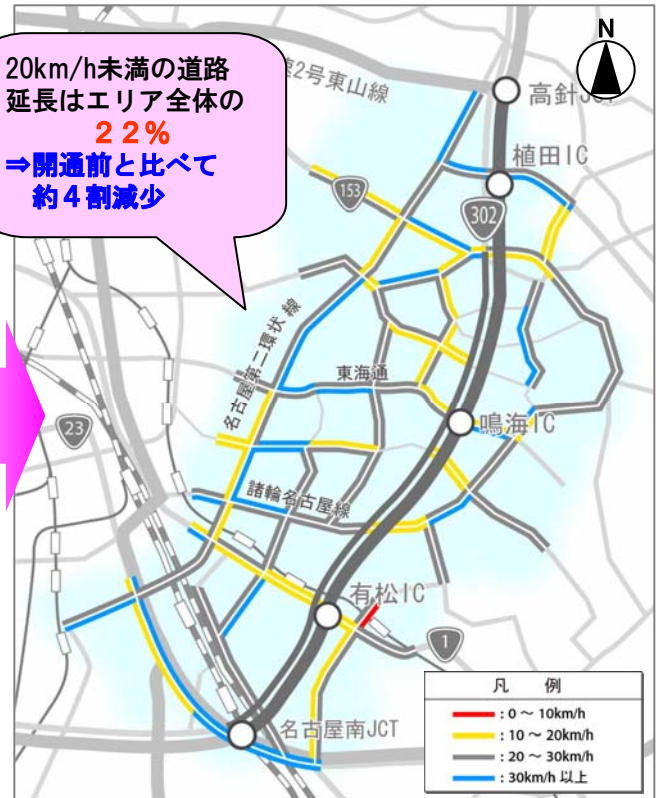 20km/h未満の道路
延長はエリア全体の
22%
⇒開通前と比べて
約4割減少
速2号東山線
N
高針JCT
植田IC
153
302
名古屋第二環状線
東海通
鳴海IC
23
諸輪名古屋線
有松IC
1
名古屋南JCT
凡 例
: 0 ～ 10km/h
: 10 ～ 20km/h
: 20 ～ 30km/h
: 30km/h 以上